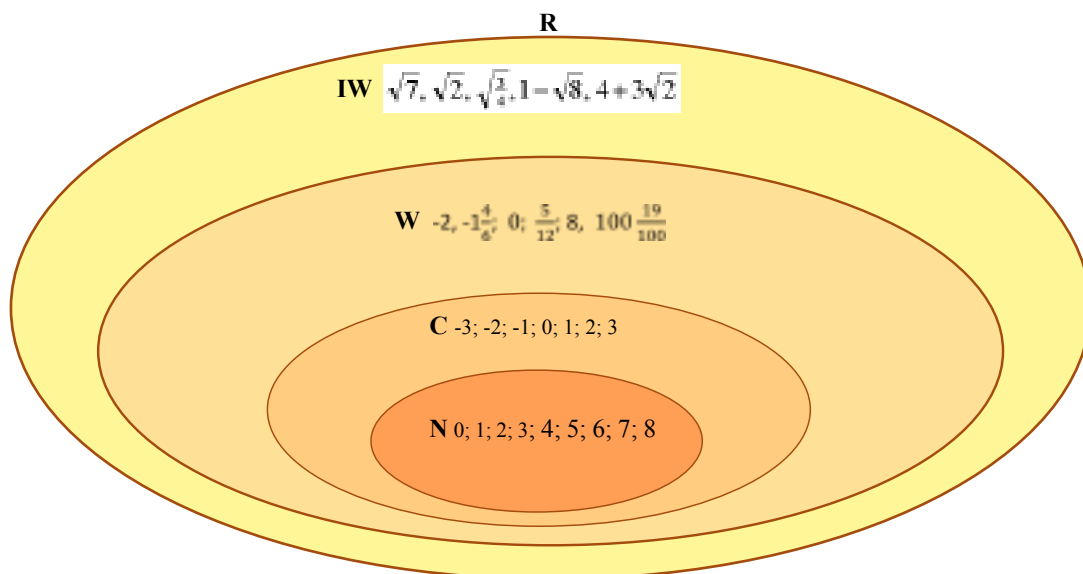 R
IW √7, √2, √(3/4), 1−√8, 4+3√2
W -2, -1 4/6; 0; 5/12; 8, 100 19/100
C -3; -2; -1; 0; 1; 2; 3
N 0; 1; 2; 3; 4; 5; 6; 7; 8